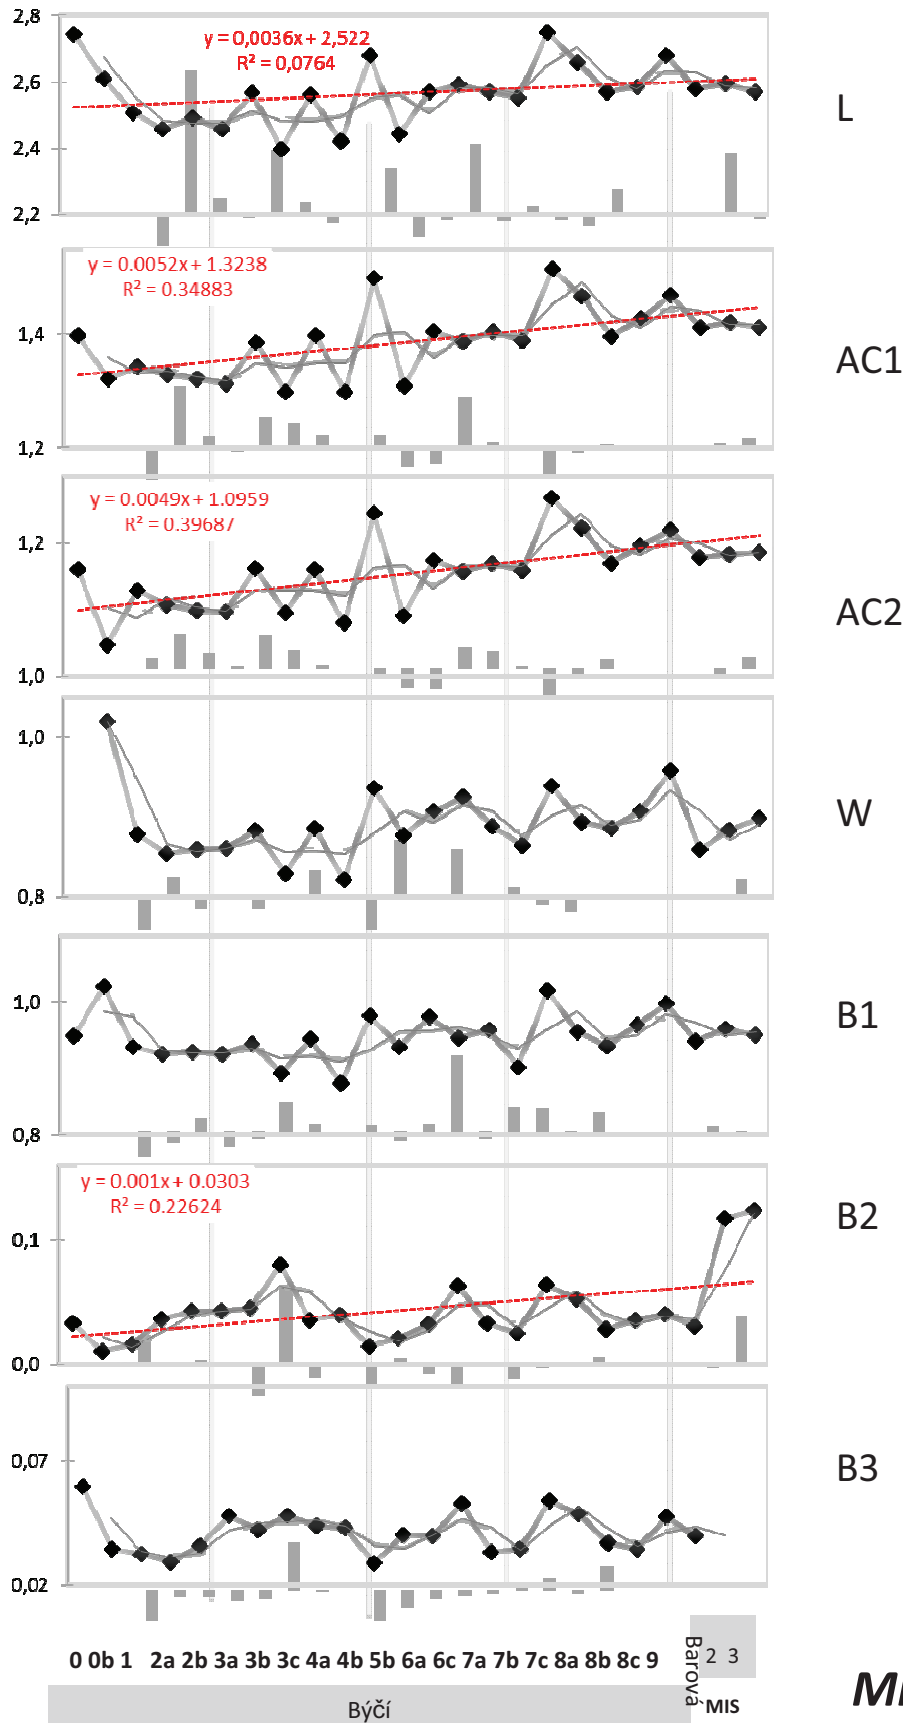 2,8
y = 0,0036x + 2,522
R² = 0,0764
2,6
L
2,4
2,2
y = 0.0052x + 1.3238
R² = 0.34883
1,4
AC1
1,2
y = 0.0049x + 1.0959
R² = 0.39687
1,2
AC2
1,0
1,0
W
0,8
1,0
B1
0,8
y = 0.001x + 0.0303
R² = 0.22624
B2
0,1
0,0
0,07
B3
0,02
0 0b 1 2a 2b 3a 3b 3c 4a 4b 5b 6a 6c 7a 7b 7c 8a 8b 8c 9
Barová
2 3
MIS
Býčí